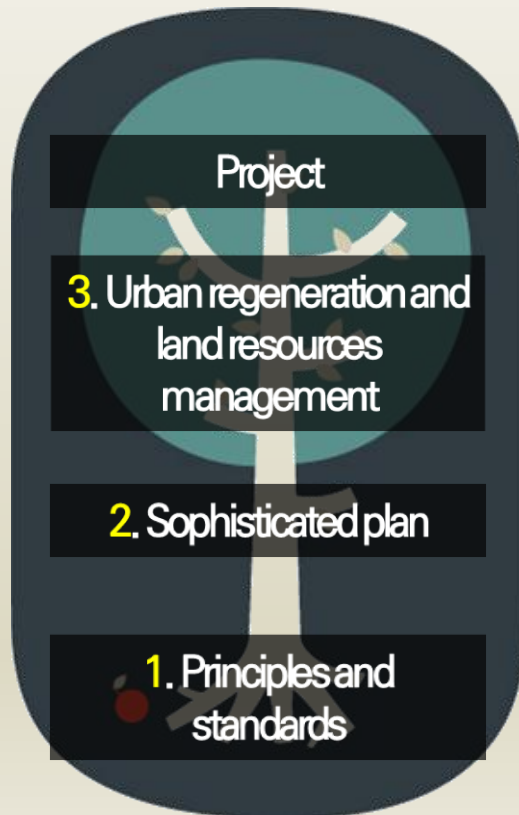 Project
3. Urban regeneration and
land resources
management
2. Sophisticated plan
1. Principles and
standards